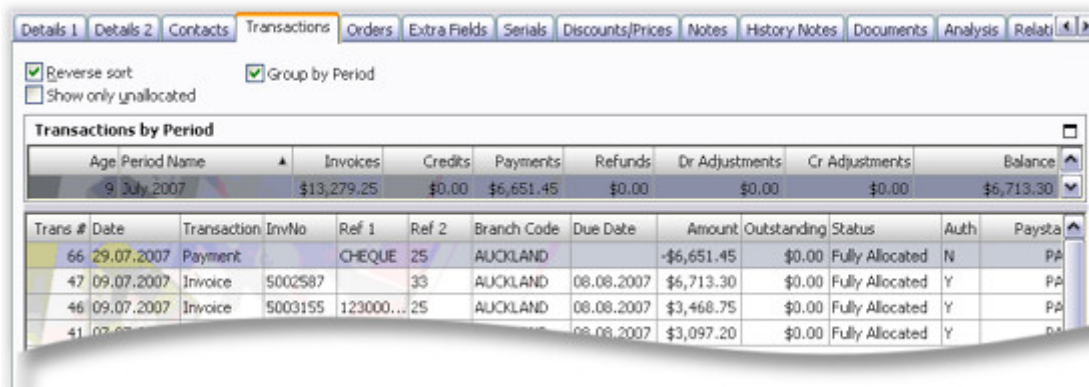 Details 1 Details 2 Contacts Transactions Orders Extra Fields Serials Discounts/Prices Notes History Notes Documents Analysis Relati
Reverse sort Group by Period
Show only unallocated
Transactions by Period
Age Period Name Invoices Credits Payments Refunds Dr Adjustments Cr Adjustments Balance
9 July 2007 $13,279.25 $0.00 $6,651.45 $0.00 $0.00 $0.00 $6,713.30
Trans # Date Transaction InvNo Ref 1 Ref 2 Branch Code Due Date Amount Outstanding Status Auth Paysta
66 29.07.2007 Payment CHEQUE 25 AUCKLAND -$6,651.45 $0.00 Fully Allocated N PA
47 09.07.2007 Invoice 5002587 33 AUCKLAND 08.08.2007 $6,713.30 $0.00 Fully Allocated Y PA
46 09.07.2007 Invoice 5003155 123000... 25 AUCKLAND 08.08.2007 $3,468.75 $0.00 Fully Allocated Y PA
41 08.08.2007 $3,097.20 $0.00 Fully Allocated Y PA